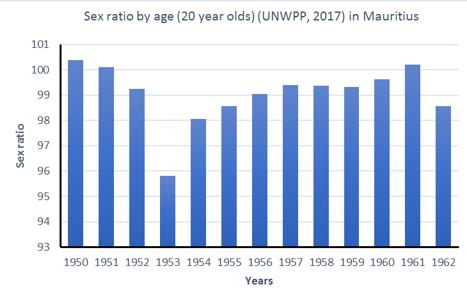 Sex ratio by age (20 year olds) (UNWPP, 2017) in Mauritius
101
100
99
98
97
96
95
94
93
Sex ratio
1950 1951 1952 1953 1954 1955 1956 1957 1958 1959 1960 1961 1962
Years